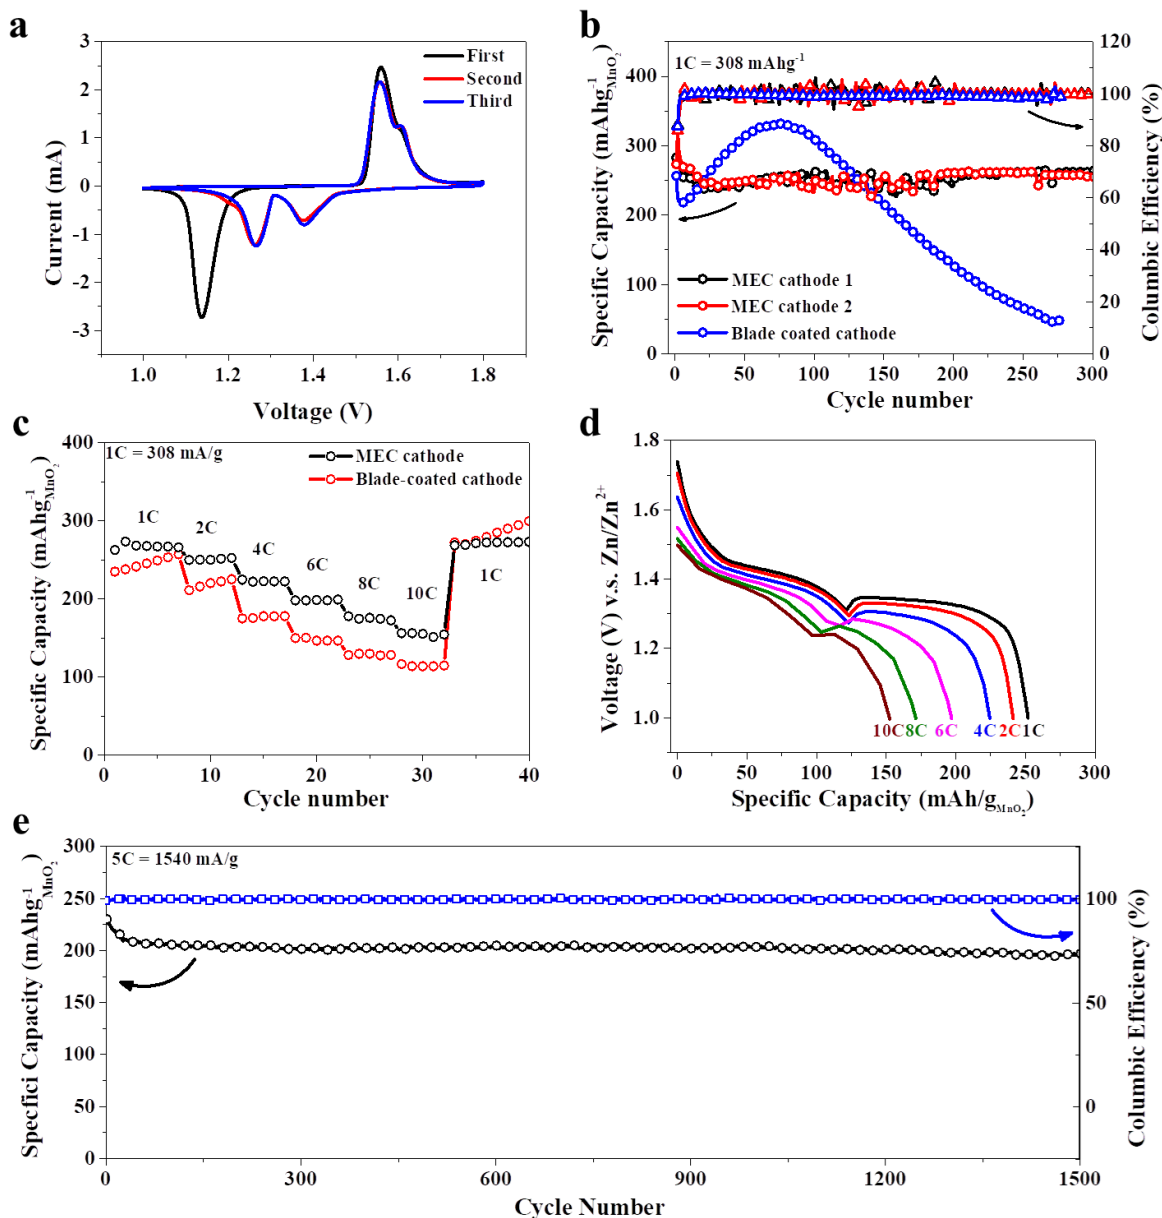 a
3
2
1
0
-1
-2
-3
Current (mA)
First
Second
Third
1.0
1.2
1.4
1.6
1.8
Voltage (V)
b
1C = 308 mAhg⁻¹
400
350
300
250
200
150
100
50
0
Specific Capacity (mAhg⁻¹MnO₂)
120
100
80
60
40
20
0
Columbic Efficiency (%)
MEC cathode 1
MEC cathode 2
Blade coated cathode
0
50
100
150
200
250
300
Cycle number
c
1C = 308 mA/g
400
300
200
100
0
Specific Capacity (mAhg⁻¹MnO₂)
MEC cathode
Blade-coated cathode
1C
2C
4C
6C
8C
10C
1C
0
10
20
30
40
Cycle number
d
1.8
1.6
1.4
1.2
1.0
Voltage (V) v.s. Zn/Zn²⁺
10C
8C
6C
4C
2C
1C
0
50
100
150
200
250
300
Specific Capacity (mAh/gMnO₂)
e
5C = 1540 mA/g
300
250
200
150
100
50
0
Specfici Capacity (mAhg⁻¹MnO₂)
100
50
0
Columbic Efficiency (%)
0
300
600
900
1200
1500
Cycle Number